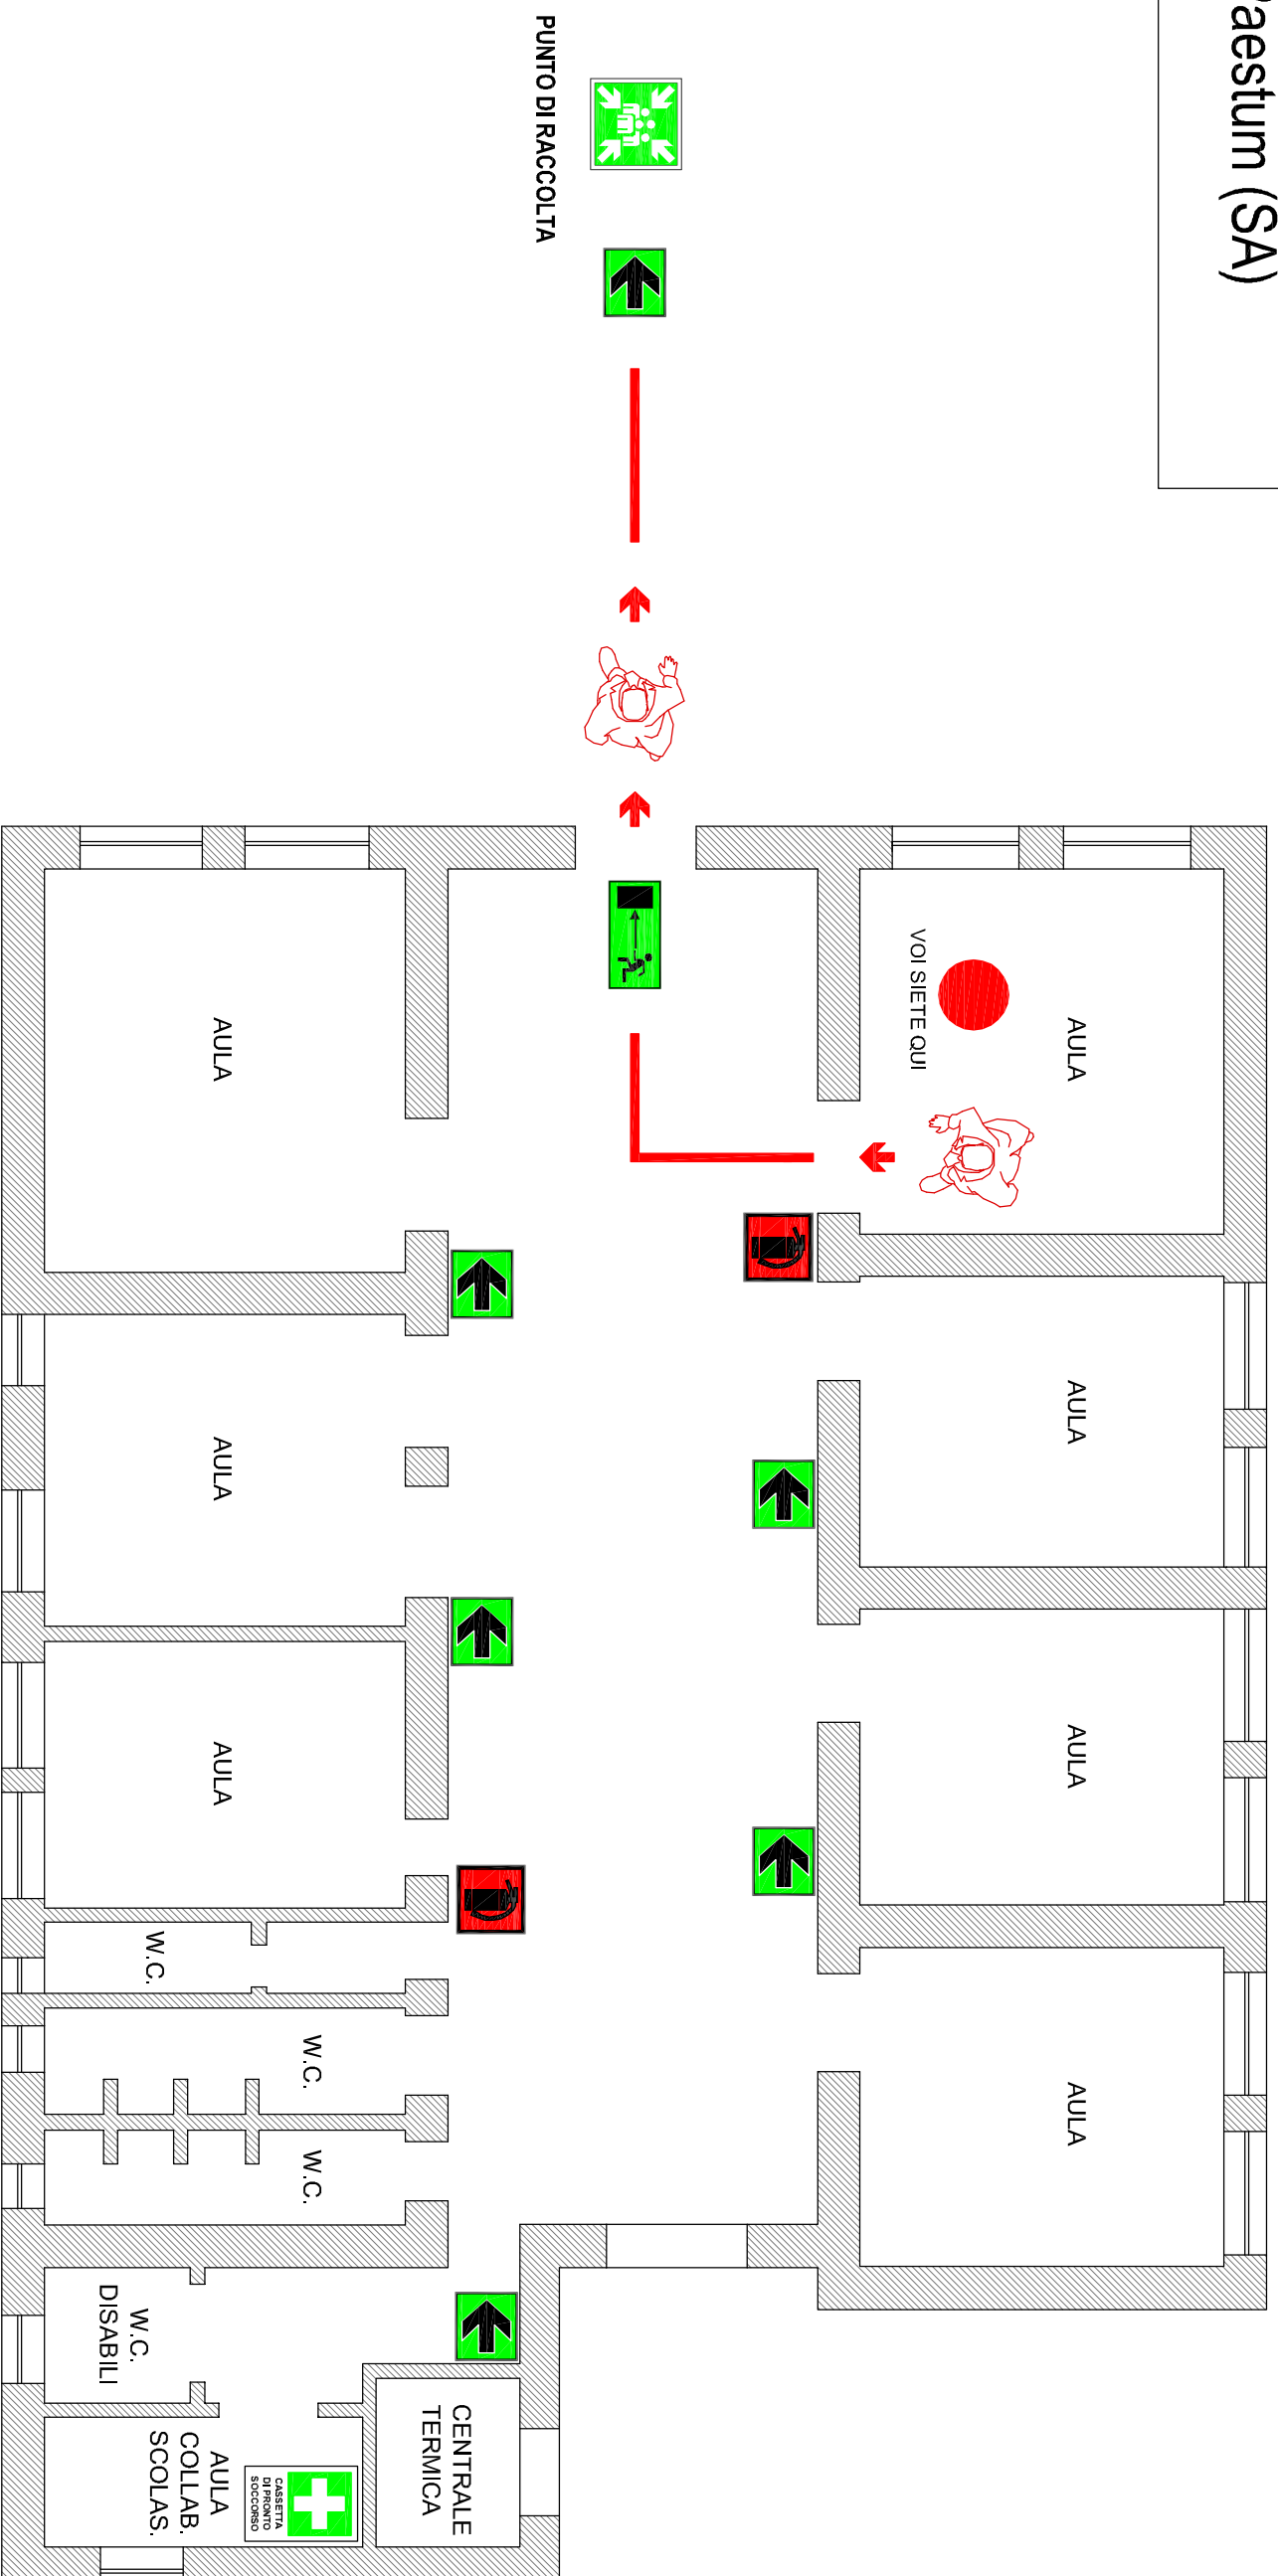 Paestum (SA)
PUNTO DI RACCOLTA
VOI SIETE QUI
AULA
AULA
AULA
AULA
AULA
AULA
AULA
W.C.
W.C.
W.C.
W.C.
DISABILI
AULA
COLLAB.
SCOLAS.
CASSETTA
DI PRONTO
SOCCORSO
CENTRALE
TERMICA